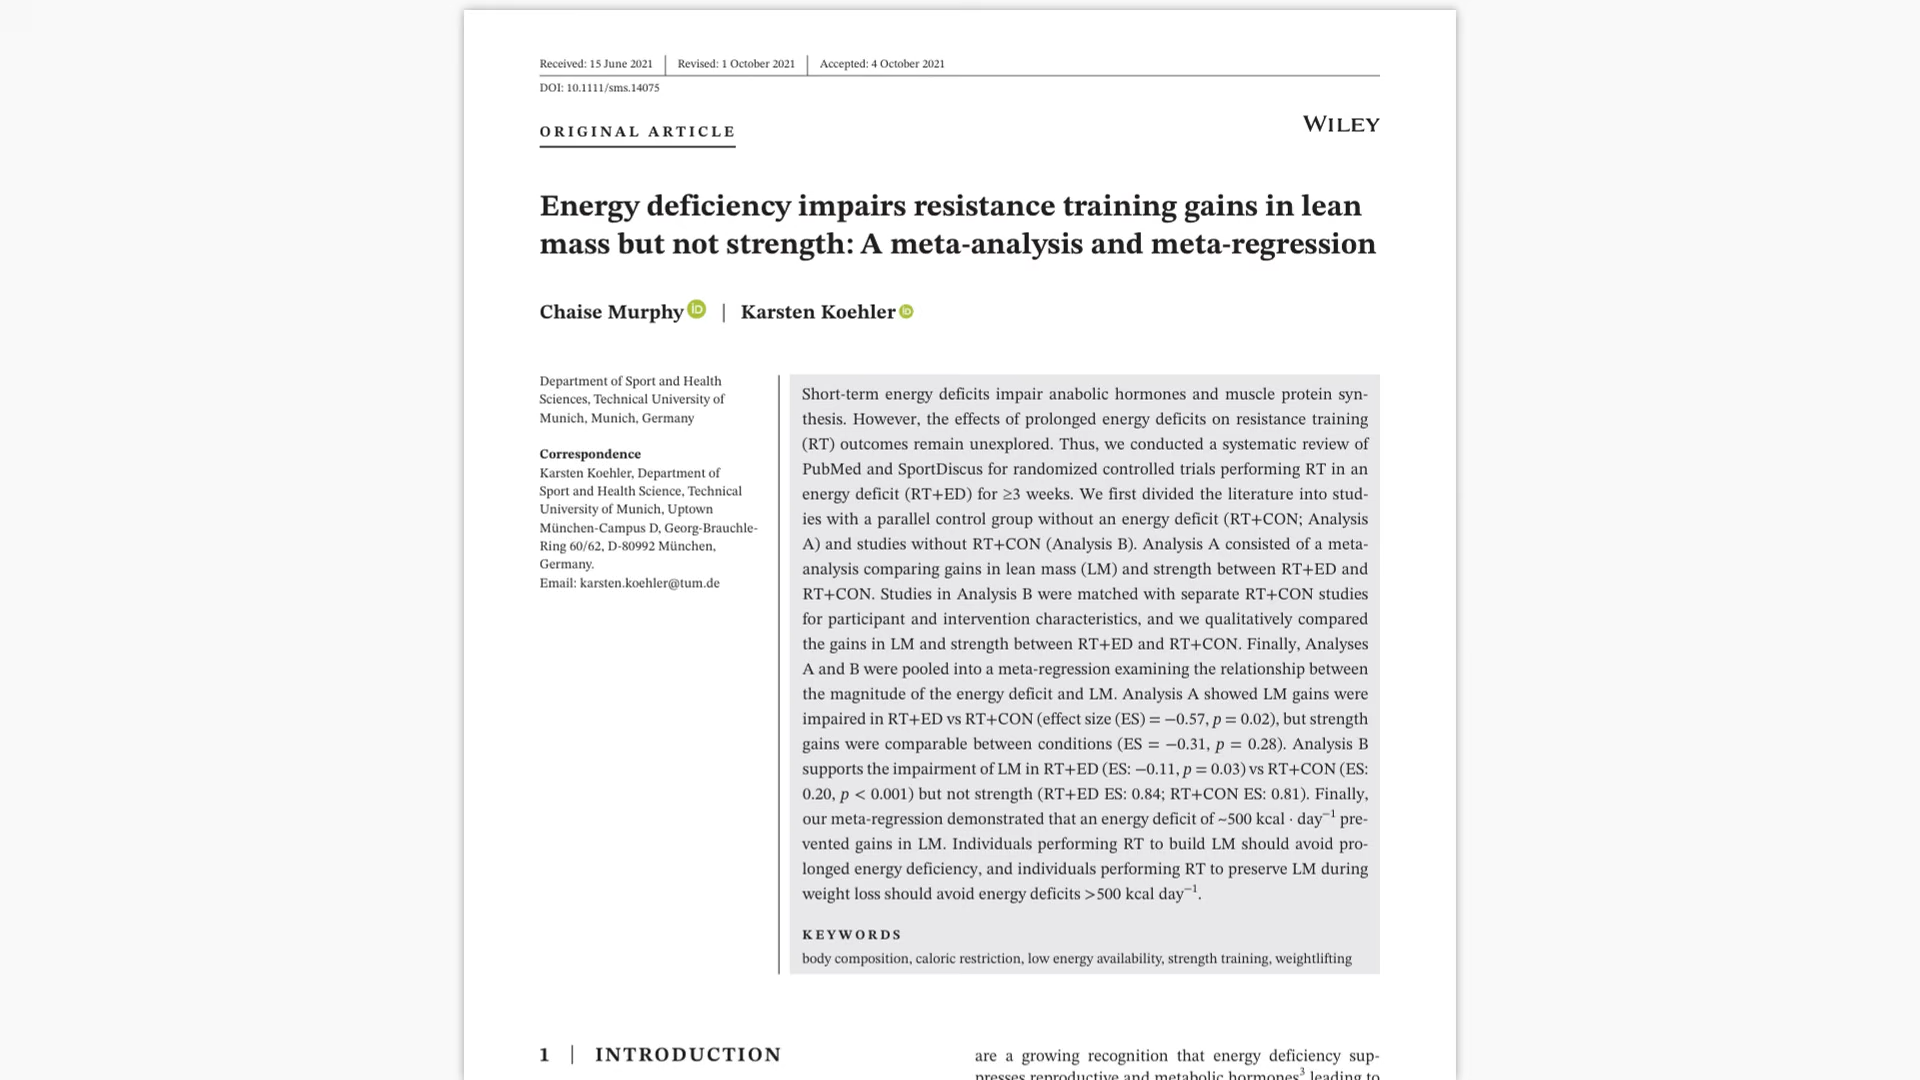 Received: 15 June 2021 | Revised: 1 October 2021 | Accepted: 4 October 2021
DOI: 10.1111/sms.14075
ORIGINAL ARTICLE
WILEY
Energy deficiency impairs resistance training gains in lean
mass but not strength: A meta-analysis and meta-regression
Chaise Murphy | Karsten Koehler
Department of Sport and Health
Sciences, Technical University of
Munich, Munich, Germany
Correspondence
Karsten Koehler, Department of
Sport and Health Science, Technical
University of Munich, Uptown
München-Campus D, Georg-Brauchle-
Ring 60/62, D-80992 München,
Germany.
Email: karsten.koehler@tum.de
Short-term energy deficits impair anabolic hormones and muscle protein syn-
thesis. However, the effects of prolonged energy deficits on resistance training
(RT) outcomes remain unexplored. Thus, we conducted a systematic review of
PubMed and SportDiscus for randomized controlled trials performing RT in an
energy deficit (RT+ED) for ≥3 weeks. We first divided the literature into stud-
ies with a parallel control group without an energy deficit (RT+CON; Analysis
A) and studies without RT+CON (Analysis B). Analysis A consisted of a meta-
analysis comparing gains in lean mass (LM) and strength between RT+ED and
RT+CON. Studies in Analysis B were matched with separate RT+CON studies
for participant and intervention characteristics, and we qualitatively compared
the gains in LM and strength between RT+ED and RT+CON. Finally, Analyses
A and B were pooled into a meta-regression examining the relationship between
the magnitude of the energy deficit and LM. Analysis A showed LM gains were
impaired in RT+ED vs RT+CON (effect size (ES) = −0.57, p = 0.02), but strength
gains were comparable between conditions (ES = −0.31, p = 0.28). Analysis B
supports the impairment of LM in RT+ED (ES: −0.11, p = 0.03) vs RT+CON (ES:
0.20, p < 0.001) but not strength (RT+ED ES: 0.84; RT+CON ES: 0.81). Finally,
our meta-regression demonstrated that an energy deficit of ~500 kcal · day⁻¹ pre-
vented gains in LM. Individuals performing RT to build LM should avoid pro-
longed energy deficiency, and individuals performing RT to preserve LM during
weight loss should avoid energy deficits >500 kcal day⁻¹.
KEYWORDS
body composition, caloric restriction, low energy availability, strength training, weightlifting
1 | INTRODUCTION
are a growing recognition that energy deficiency sup-
presses reproductive and metabolic hormones³ leading to